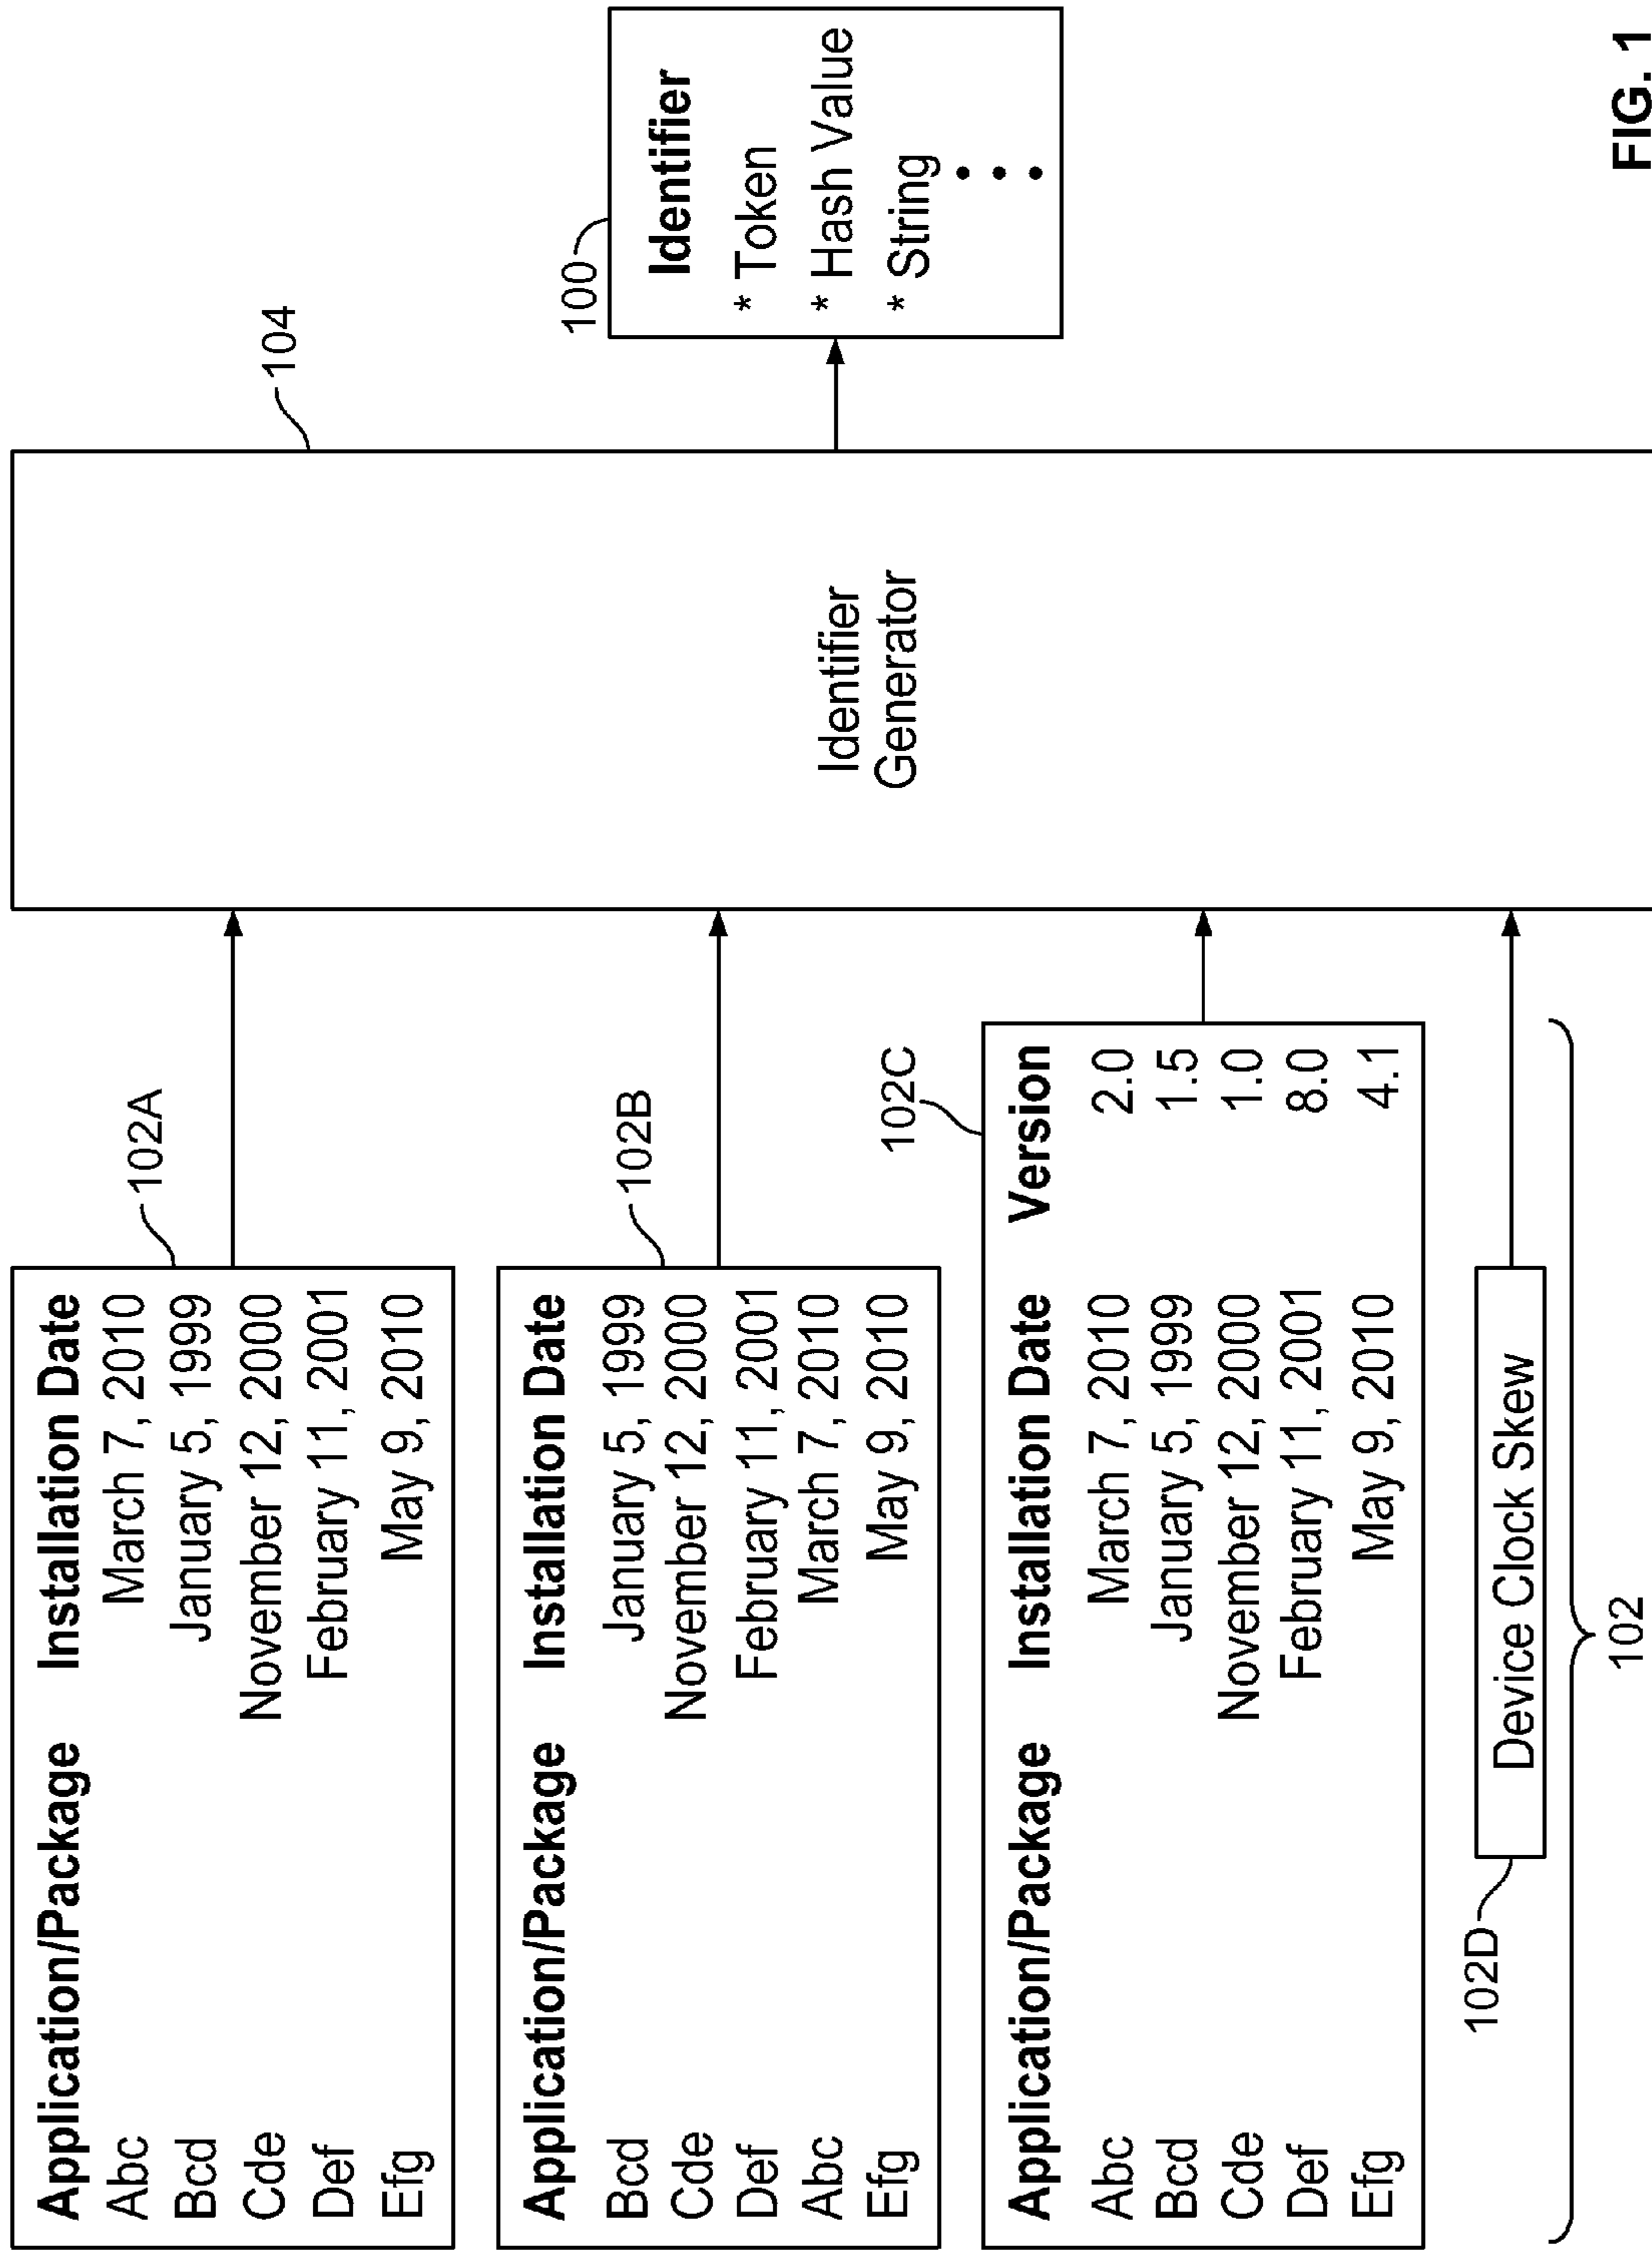 102A
Application/Package Installation Date
Abc March 7, 2010
Bcd January 5, 1999
Cde November 12, 2000
Def February 11, 2001
Efg May 9, 2010
102B
Application/Package Installation Date
Bcd January 5, 1999
Cde November 12, 2000
Def February 11, 2001
Abc March 7, 2010
Efg May 9, 2010
102C
Application/Package Installation Date Version
Abc March 7, 2010 2.0
Bcd January 5, 1999 1.5
Cde November 12, 2000 1.0
Def February 11, 2001 8.0
Efg May 9, 2010 4.1
102D
Device Clock Skew
102
104
Identifier
Generator
100
Identifier
* Token
* Hash Value
* String
FIG. 1